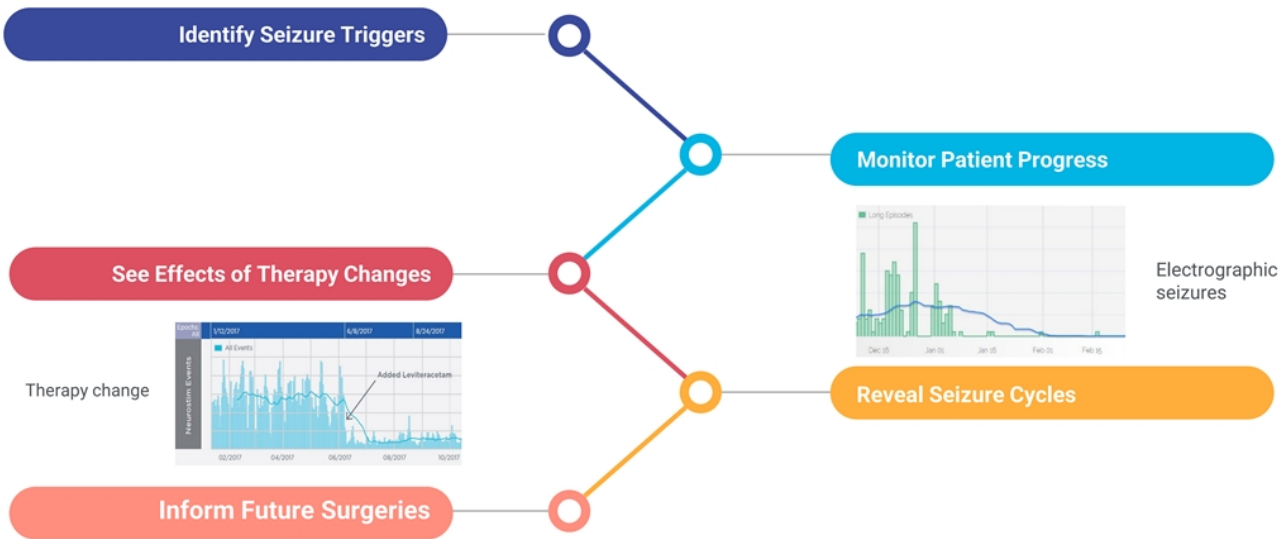 Identify Seizure Triggers
Monitor Patient Progress
Long Episodes
Dec 16 Jan 01 Jan 16 Feb 01 Feb 15
Electrographic
seizures
See Effects of Therapy Changes
Epochs:
All
1/12/2017 6/8/2017 8/24/2017
All Events
Neurostim Events
Added Leviteracetam
02/2017 04/2017 06/2017 08/2017 10/2017
Therapy change
Reveal Seizure Cycles
Inform Future Surgeries